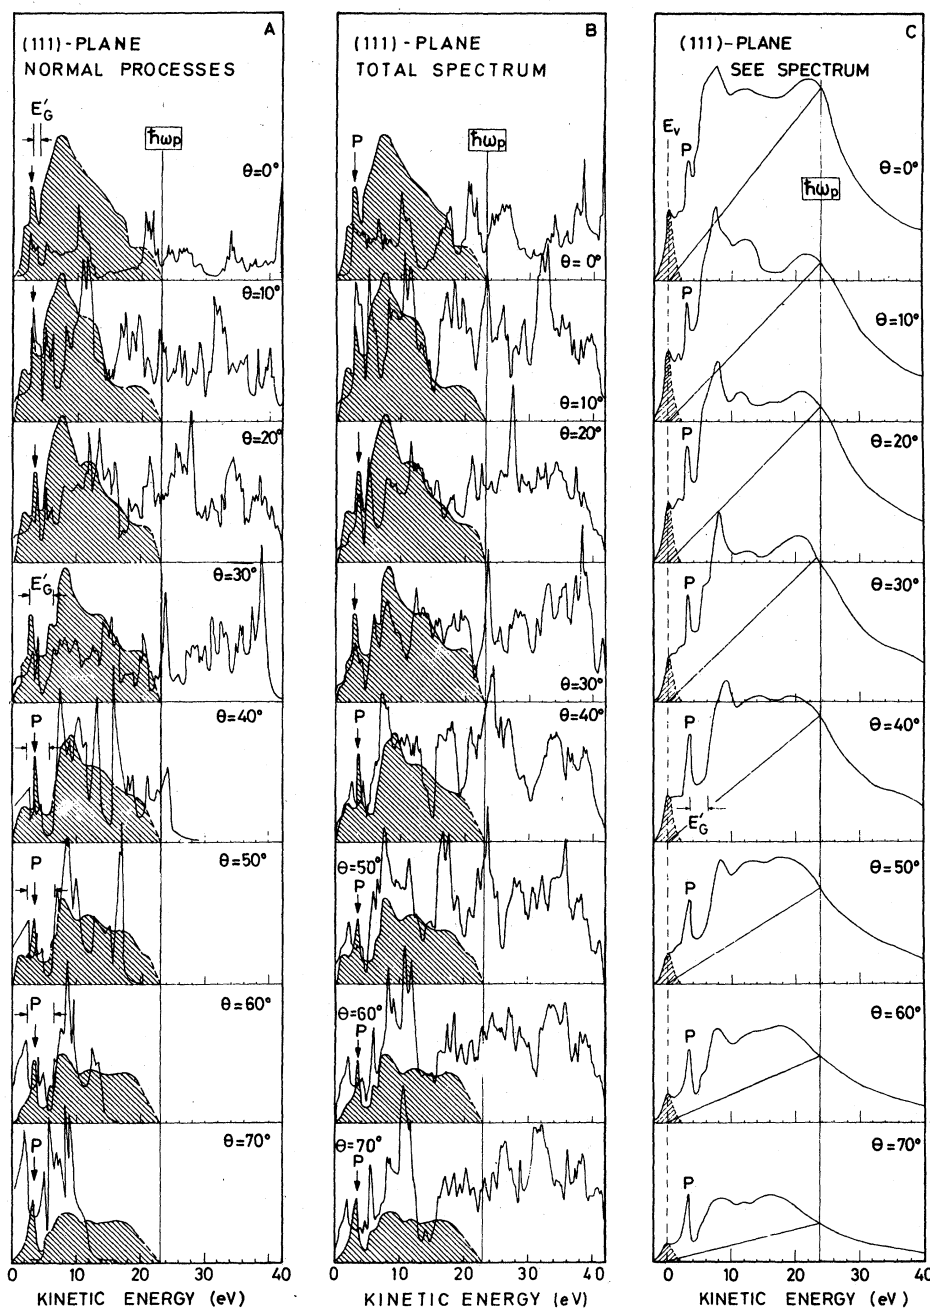 A
(111)-PLANE
NORMAL PROCESSES
E'G
ħωp
θ=0°
θ=10°
θ=20°
E'G
θ=30°
P
θ=40°
P
θ=50°
P
θ=60°
P
θ=70°
0 10 20 30 40
KINETIC ENERGY (eV)
B
(111)-PLANE
TOTAL SPECTRUM
P
ħωp
θ=0°
θ=10°
θ=20°
θ=30°
P
θ=40°
θ=50°
P
θ=60°
P
θ=70°
P
0 10 20 30 40
KINETIC ENERGY (eV)
C
(111)-PLANE
SEE SPECTRUM
Ev
P
θ=0°
ħωp
P
θ=10°
P
θ=20°
P
θ=30°
P
θ=40°
E'G
P
θ=50°
P
θ=60°
P
θ=70°
0 10 20 30 40
KINETIC ENERGY (eV)